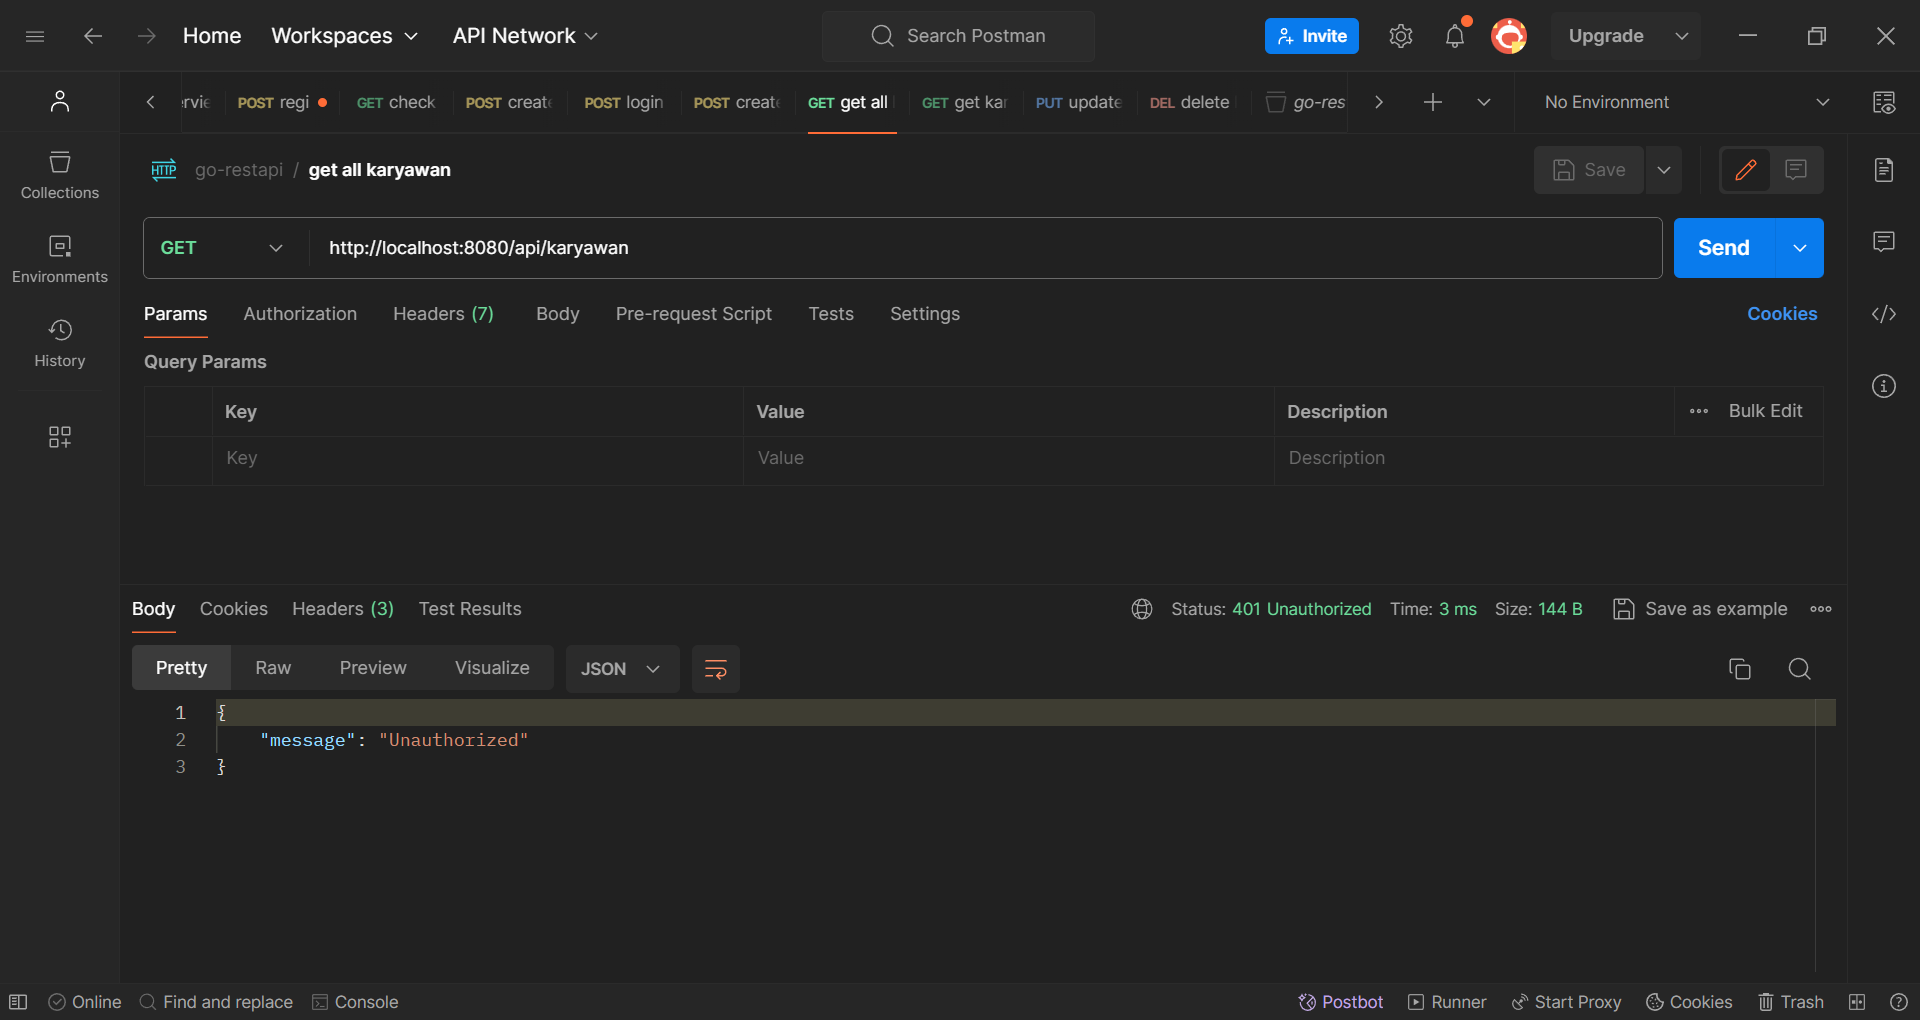 Home Workspaces API Network Search Postman Invite Upgrade
POST regi GET check POST create POST login POST create GET get all GET get kar PUT update DEL delete go-res No Environment
HTTP go-restapi / get all karyawan Save
Collections
GET http://localhost:8080/api/karyawan Send
Environments
Params Authorization Headers (7) Body Pre-request Script Tests Settings Cookies
History
Query Params
Key Value Description Bulk Edit
Key Value Description
Body Cookies Headers (3) Test Results Status: 401 Unauthorized Time: 3 ms Size: 144 B Save as example
Pretty Raw Preview Visualize JSON
1 {
2 "message": "Unauthorized"
3 }
Online Find and replace Console Postbot Runner Start Proxy Cookies Trash